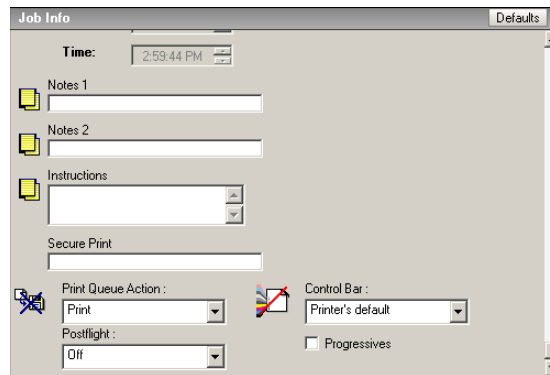 Job Info
Defaults
Time:
2:59:44 PM
Notes 1
Notes 2
Instructions
Secure Print
Print Queue Action :
Control Bar :
Print
Printer's default
Postflight :
Progressives
Off